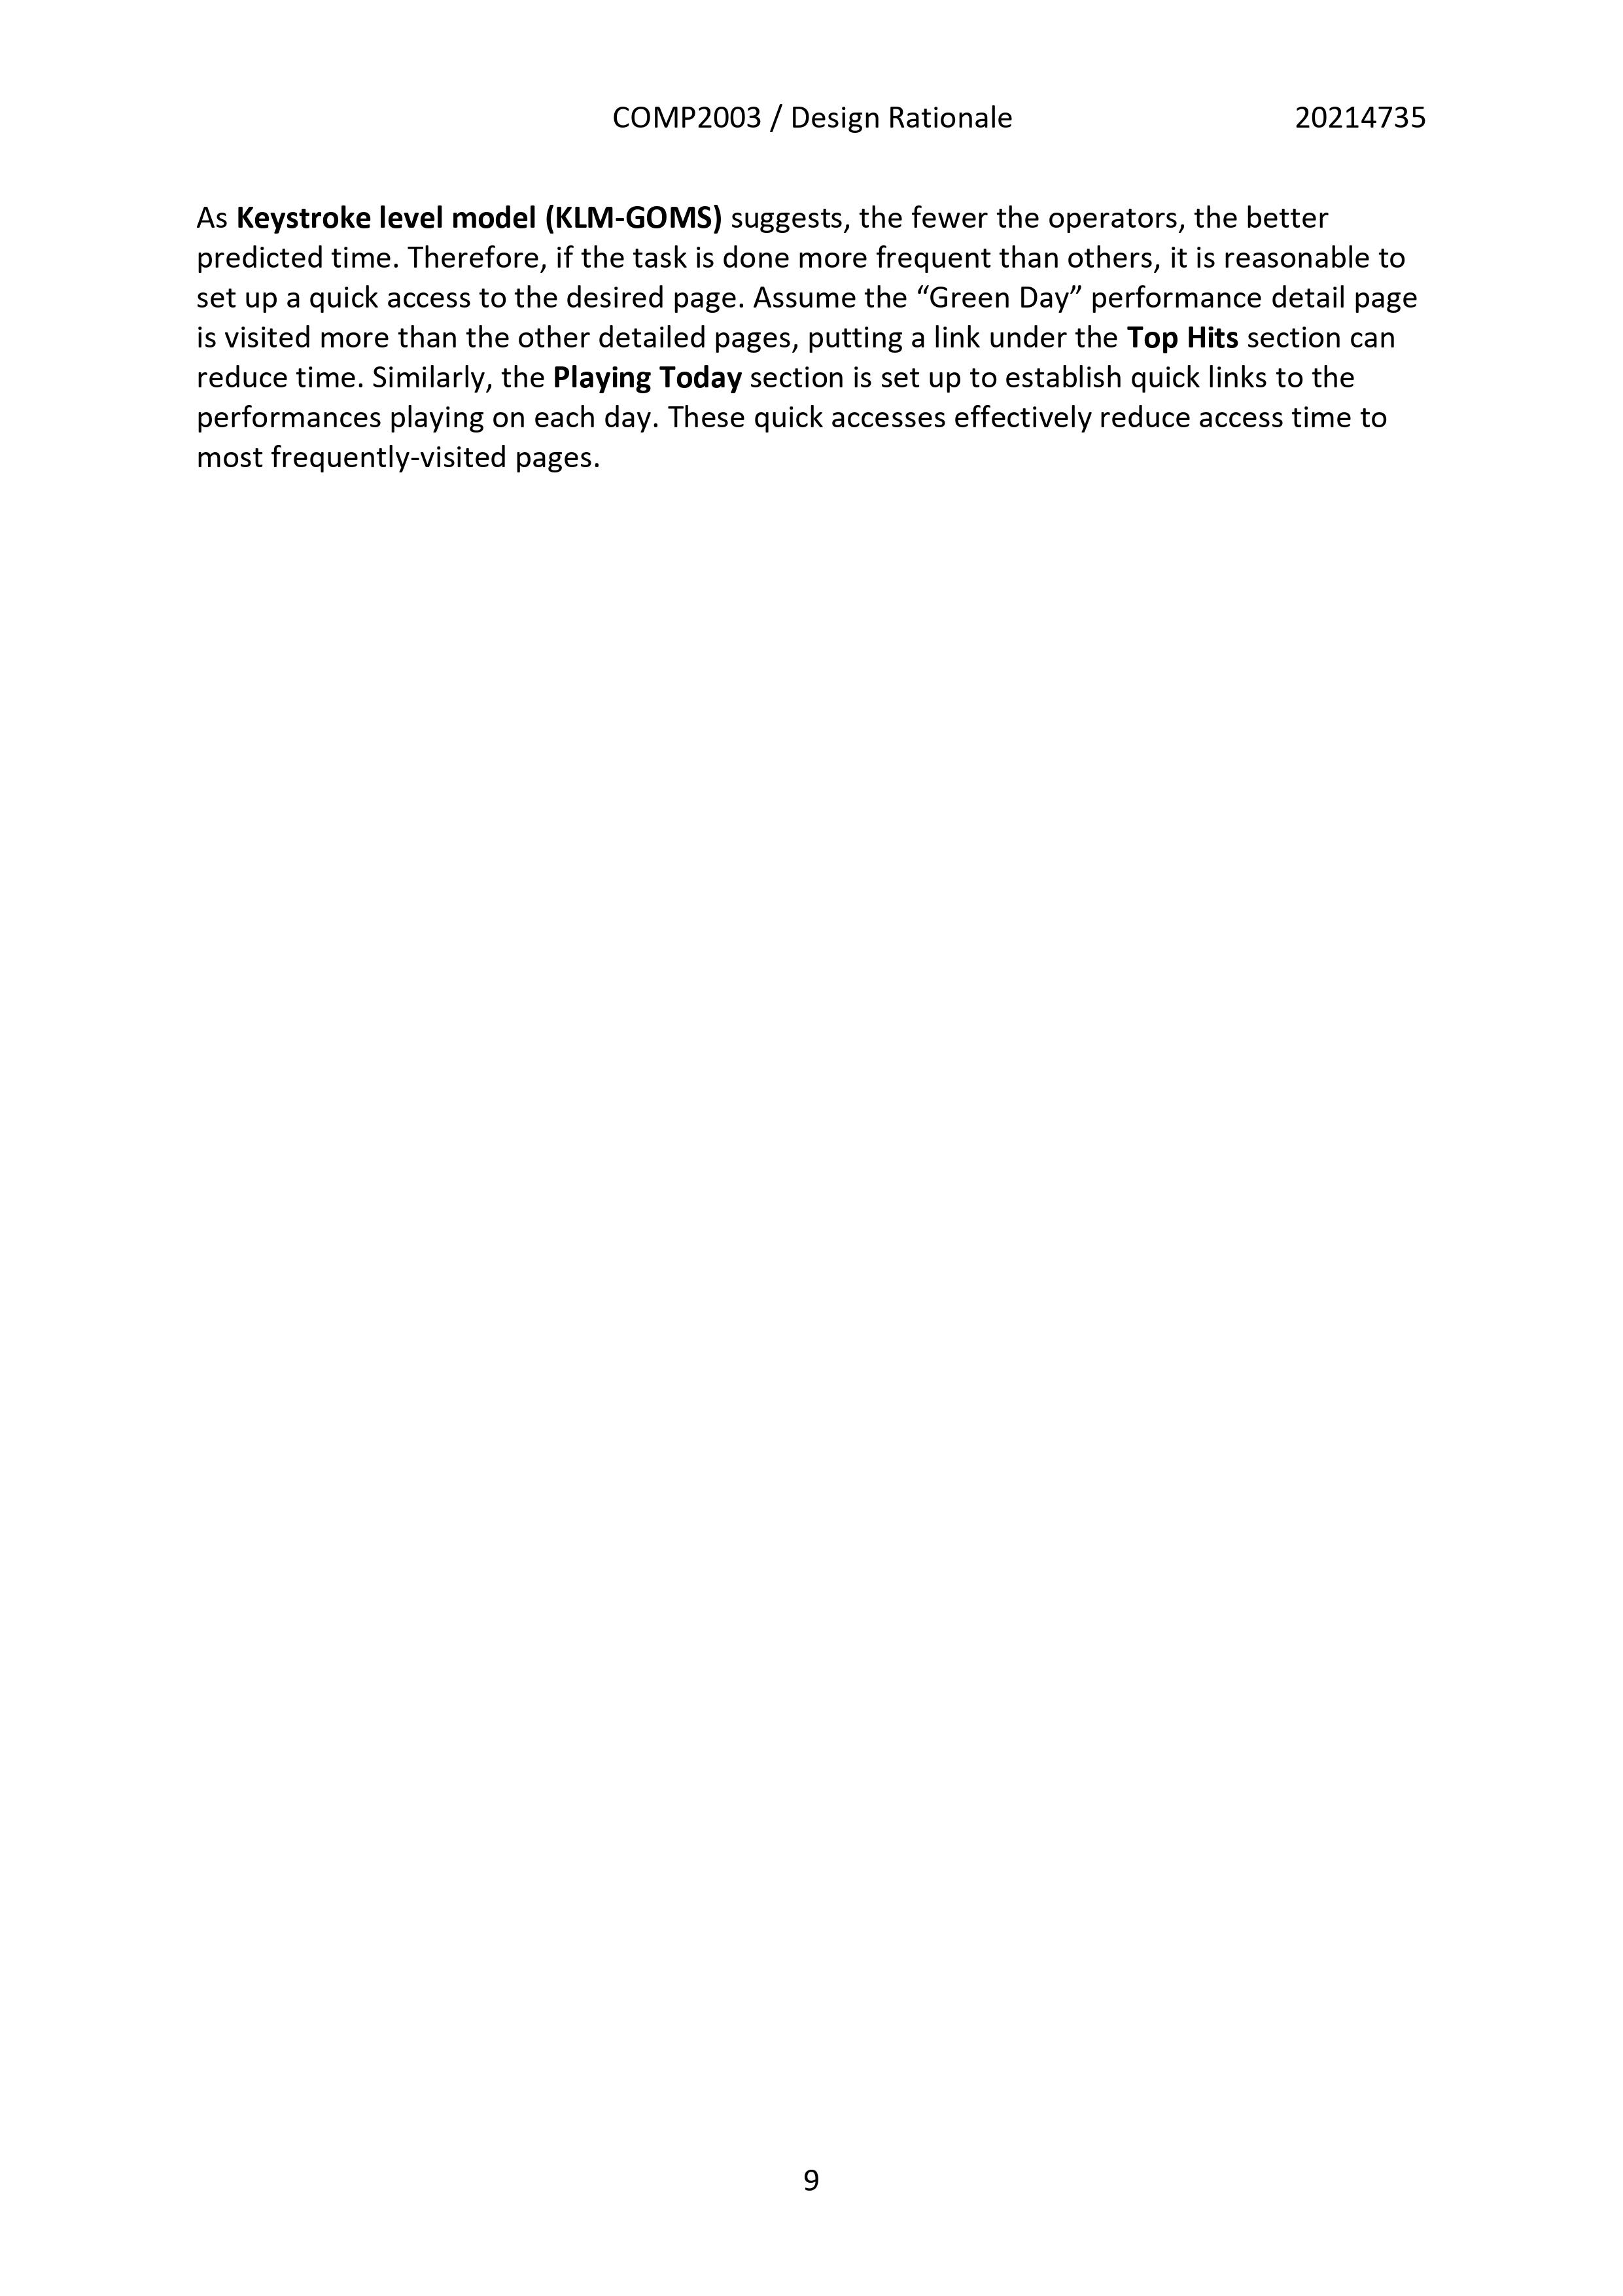 COMP2003 / Design Rationale 20214735
As Keystroke level model (KLM-GOMS) suggests, the fewer the operators, the better
predicted time. Therefore, if the task is done more frequent than others, it is reasonable to
set up a quick access to the desired page. Assume the “Green Day” performance detail page
is visited more than the other detailed pages, putting a link under the Top Hits section can
reduce time. Similarly, the Playing Today section is set up to establish quick links to the
performances playing on each day. These quick accesses effectively reduce access time to
most frequently-visited pages.
9